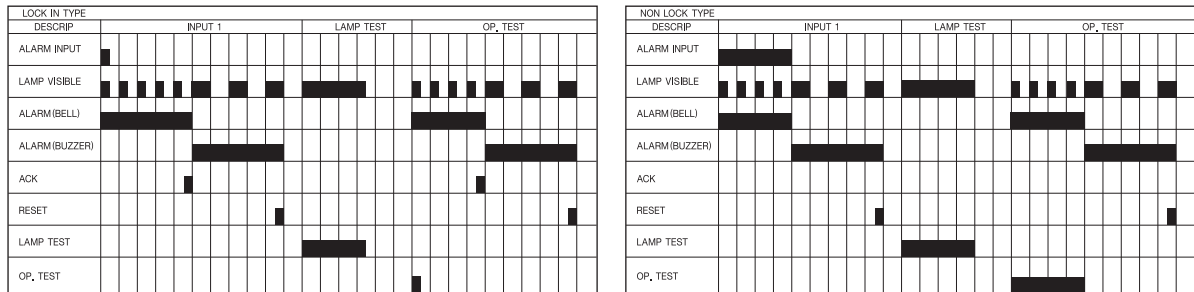 LOCK IN TYPE
DESCRIP INPUT 1 LAMP TEST OP. TEST
ALARM INPUT
LAMP VISIBLE
ALARM(BELL)
ALARM(BUZZER)
ACK
RESET
LAMP TEST
OP. TEST
NON LOCK TYPE
DESCRIP INPUT 1 LAMP TEST OP. TEST
ALARM INPUT
LAMP VISIBLE
ALARM(BELL)
ALARM(BUZZER)
ACK
RESET
LAMP TEST
OP. TEST